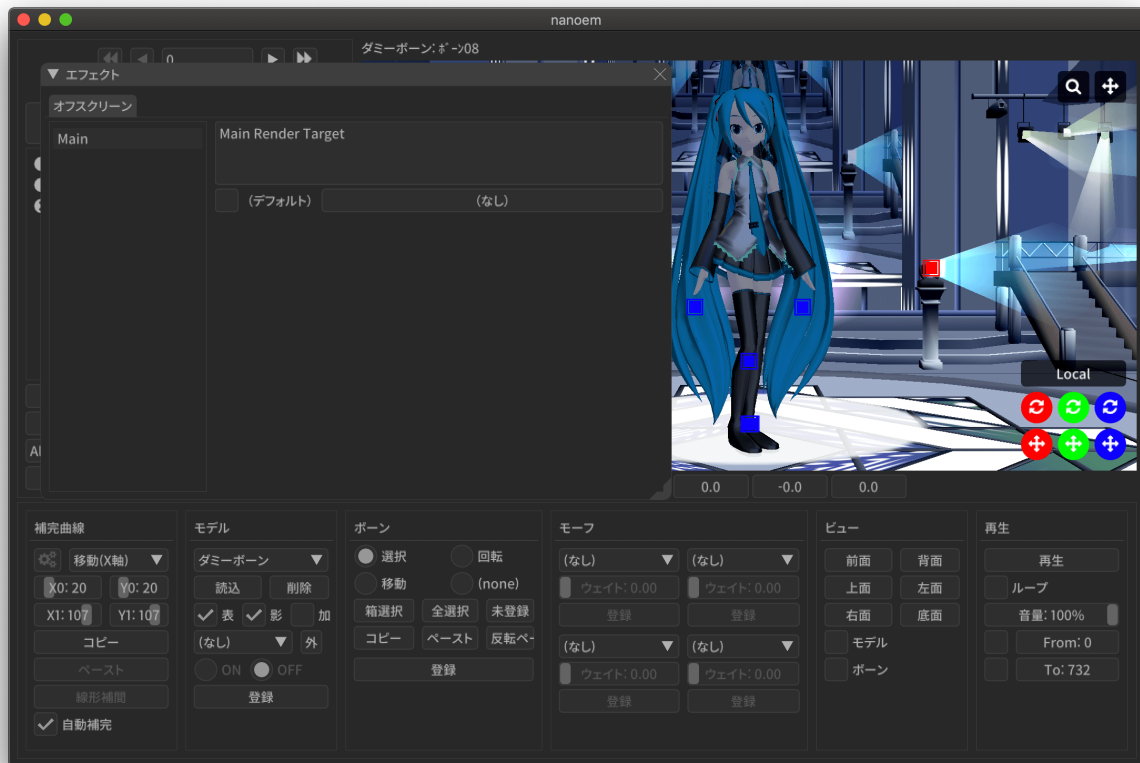 nanoem
0
ダミーボーン: ﾎﾞｰﾝ08
▼ エフェクト
オフスクリーン
Main
Main Render Target
(デフォルト)
(なし)
Local
0.0
-0.0
0.0
補完曲線
移動(X軸)
X0: 20
Y0: 20
X1: 107
Y1: 107
コピー
ペースト
線形補間
自動補完
モデル
ダミーボーン
読込
削除
表
影
加
(なし)
外
ON
OFF
登録
ボーン
選択
回転
移動
(none)
箱選択
全選択
未登録
コピー
ペースト
反転ペー
登録
モーフ
(なし)
(なし)
ウェイト: 0.00
ウェイト: 0.00
登録
登録
(なし)
(なし)
ウェイト: 0.00
ウェイト: 0.00
登録
登録
ビュー
前面
背面
上面
左面
右面
底面
モデル
ボーン
再生
再生
ループ
音量: 100%
From: 0
To: 732